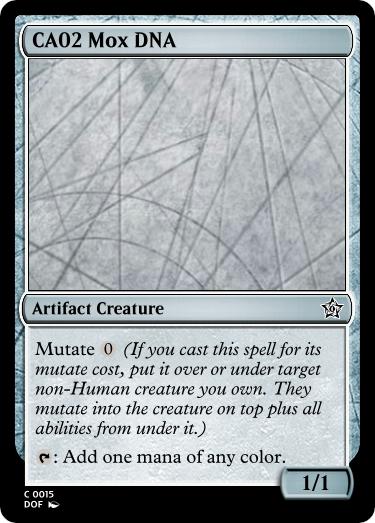 CA02 Mox DNA
Artifact Creature
Mutate 0 (If you cast this spell for its
mutate cost, put it over or under target
non-Human creature you own. They
mutate into the creature on top plus all
abilities from under it.)
: Add one mana of any color.
1/1
C 0015
DOF